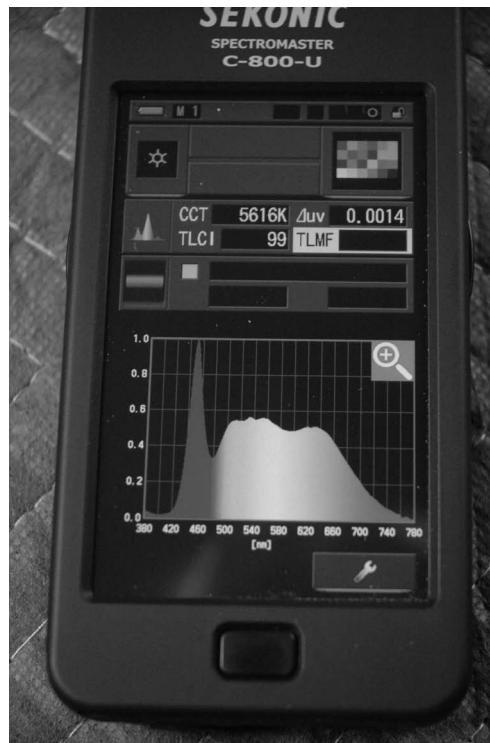 SEKONIC
SPECTROMASTER
C-800-U
M 1
CCT 5616K Δuv 0.0014
TLCI 99 TLMF
1.0
0.8
0.6
0.4
0.2
0.0
380 420 460 500 540 580 620 660 700 740 780
[nm]